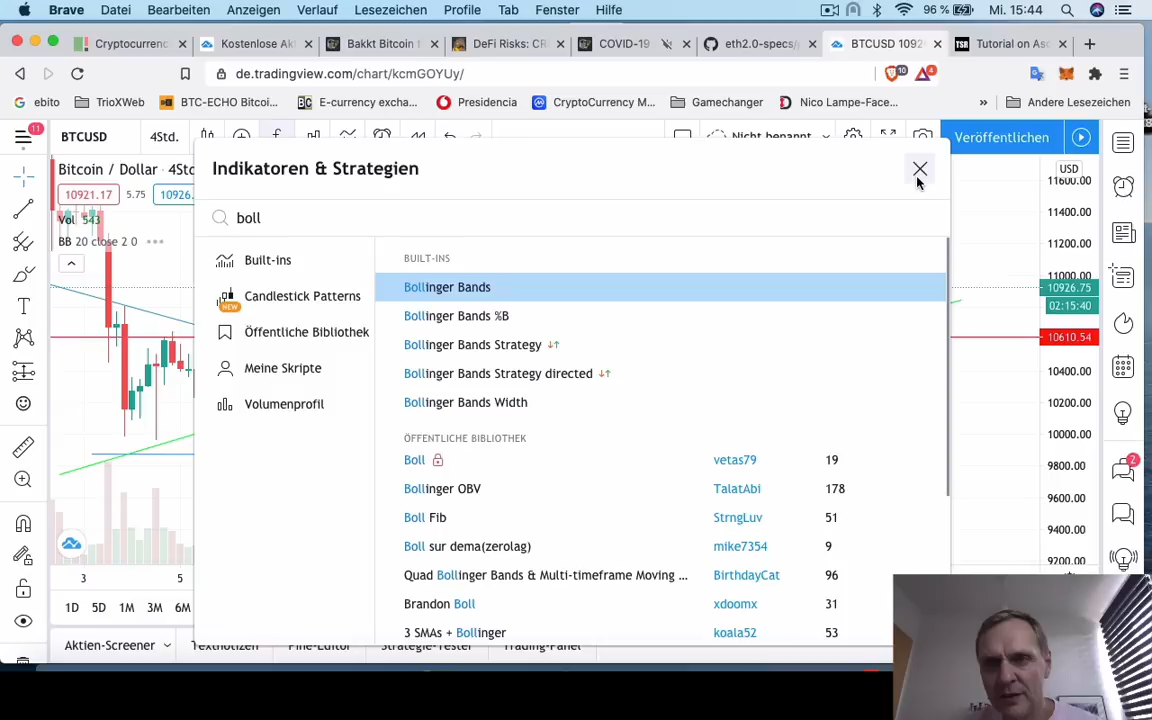 Brave Datei Bearbeiten Anzeigen Verlauf Lesezeichen Profile Tab Fenster Hilfe 96 % Mi. 15:44
Cryptocurrenc Kostenlose Akt Bakkt Bitcoin f DeFi Risks: CR COVID-19 eth2.0-specs/ BTCUSD 1092 TSR Tutorial on Asc
de.tradingview.com/chart/kcmGOYUy/ 10 4
ebito TrioXWeb BTC-ECHO Bitcoi... E-currency excha... Presidencia CryptoCurrency M... Gamechanger Nico Lampe-Face... » Andere Lesezeichen
11 BTCUSD 4Std. Nicht benannt Veröffentlichen
Bitcoin / Dollar · 4Std
10921.17 5.75 10926.
Vol 543
BB 20 close 2 0
Indikatoren & Strategien
boll
Built-ins
Candlestick Patterns
NEW
Öffentliche Bibliothek
Meine Skripte
Volumenprofil
BUILT-INS
Bollinger Bands
Bollinger Bands %B
Bollinger Bands Strategy
Bollinger Bands Strategy directed
Bollinger Bands Width
ÖFFENTLICHE BIBLIOTHEK
Boll vetas79 19
Bollinger OBV TalatAbi 178
Boll Fib StrngLuv 51
Boll sur dema(zerolag) mike7354 9
Quad Bollinger Bands & Multi-timeframe Moving ... BirthdayCat 96
Brandon Boll xdoomx 31
3 SMAs + Bollinger koala52 53
USD
11600.00
11400.00
11200.00
11000.00
10926.75
02:15:40
10610.54
10400.00
10200.00
10000.00
9800.00
9600.00
9400.00
9200.00
2
3 5
1D 5D 1M 3M 6M
Aktien-Screener Textnotizen Pine-Editor Strategie-Tester Trading-Panel